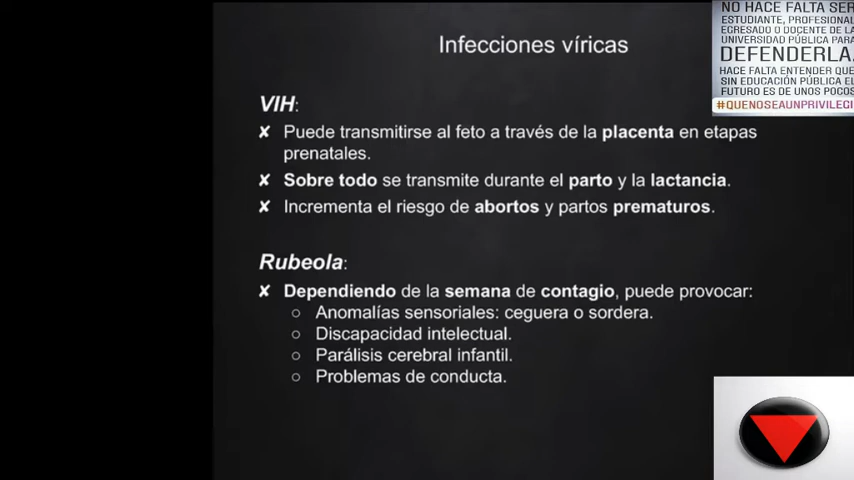 Infecciones víricas
NO HACE FALTA SER
ESTUDIANTE, PROFESIONAL
EGRESADO O DOCENTE DE LA
UNIVERSIDAD PÚBLICA PARA
DEFENDERLA.
HACE FALTA ENTENDER QUE
SIN EDUCACIÓN PÚBLICA EL
FUTURO ES DE UNOS POCOS
#QUENOSEAUNPRIVILEGI
VIH:
✘ Puede transmitirse al feto a través de la placenta en etapas
prenatales.
✘ Sobre todo se transmite durante el parto y la lactancia.
✘ Incrementa el riesgo de abortos y partos prematuros.
Rubeola:
✘ Dependiendo de la semana de contagio, puede provocar:
○ Anomalías sensoriales: ceguera o sordera.
○ Discapacidad intelectual.
○ Parálisis cerebral infantil.
○ Problemas de conducta.